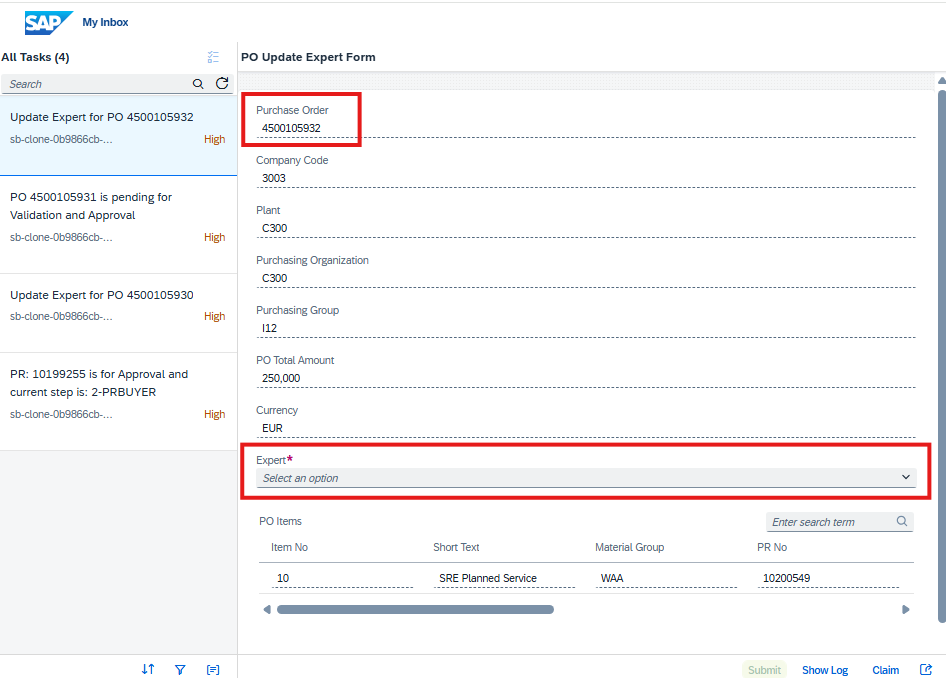 SAP My Inbox
All Tasks (4)
Search
Update Expert for PO 4500105932
sb-clone-0b9866cb-...
High
PO 4500105931 is pending for
Validation and Approval
sb-clone-0b9866cb-...
High
Update Expert for PO 4500105930
sb-clone-0b9866cb-...
High
PR: 10199255 is for Approval and
current step is: 2-PRBUYER
sb-clone-0b9866cb-...
High
PO Update Expert Form
Purchase Order
4500105932
Company Code
3003
Plant
C300
Purchasing Organization
C300
Purchasing Group
I12
PO Total Amount
250,000
Currency
EUR
Expert*
Select an option
PO Items
Enter search term
Item No Short Text Material Group PR No
10 SRE Planned Service WAA 10200549
Submit Show Log Claim